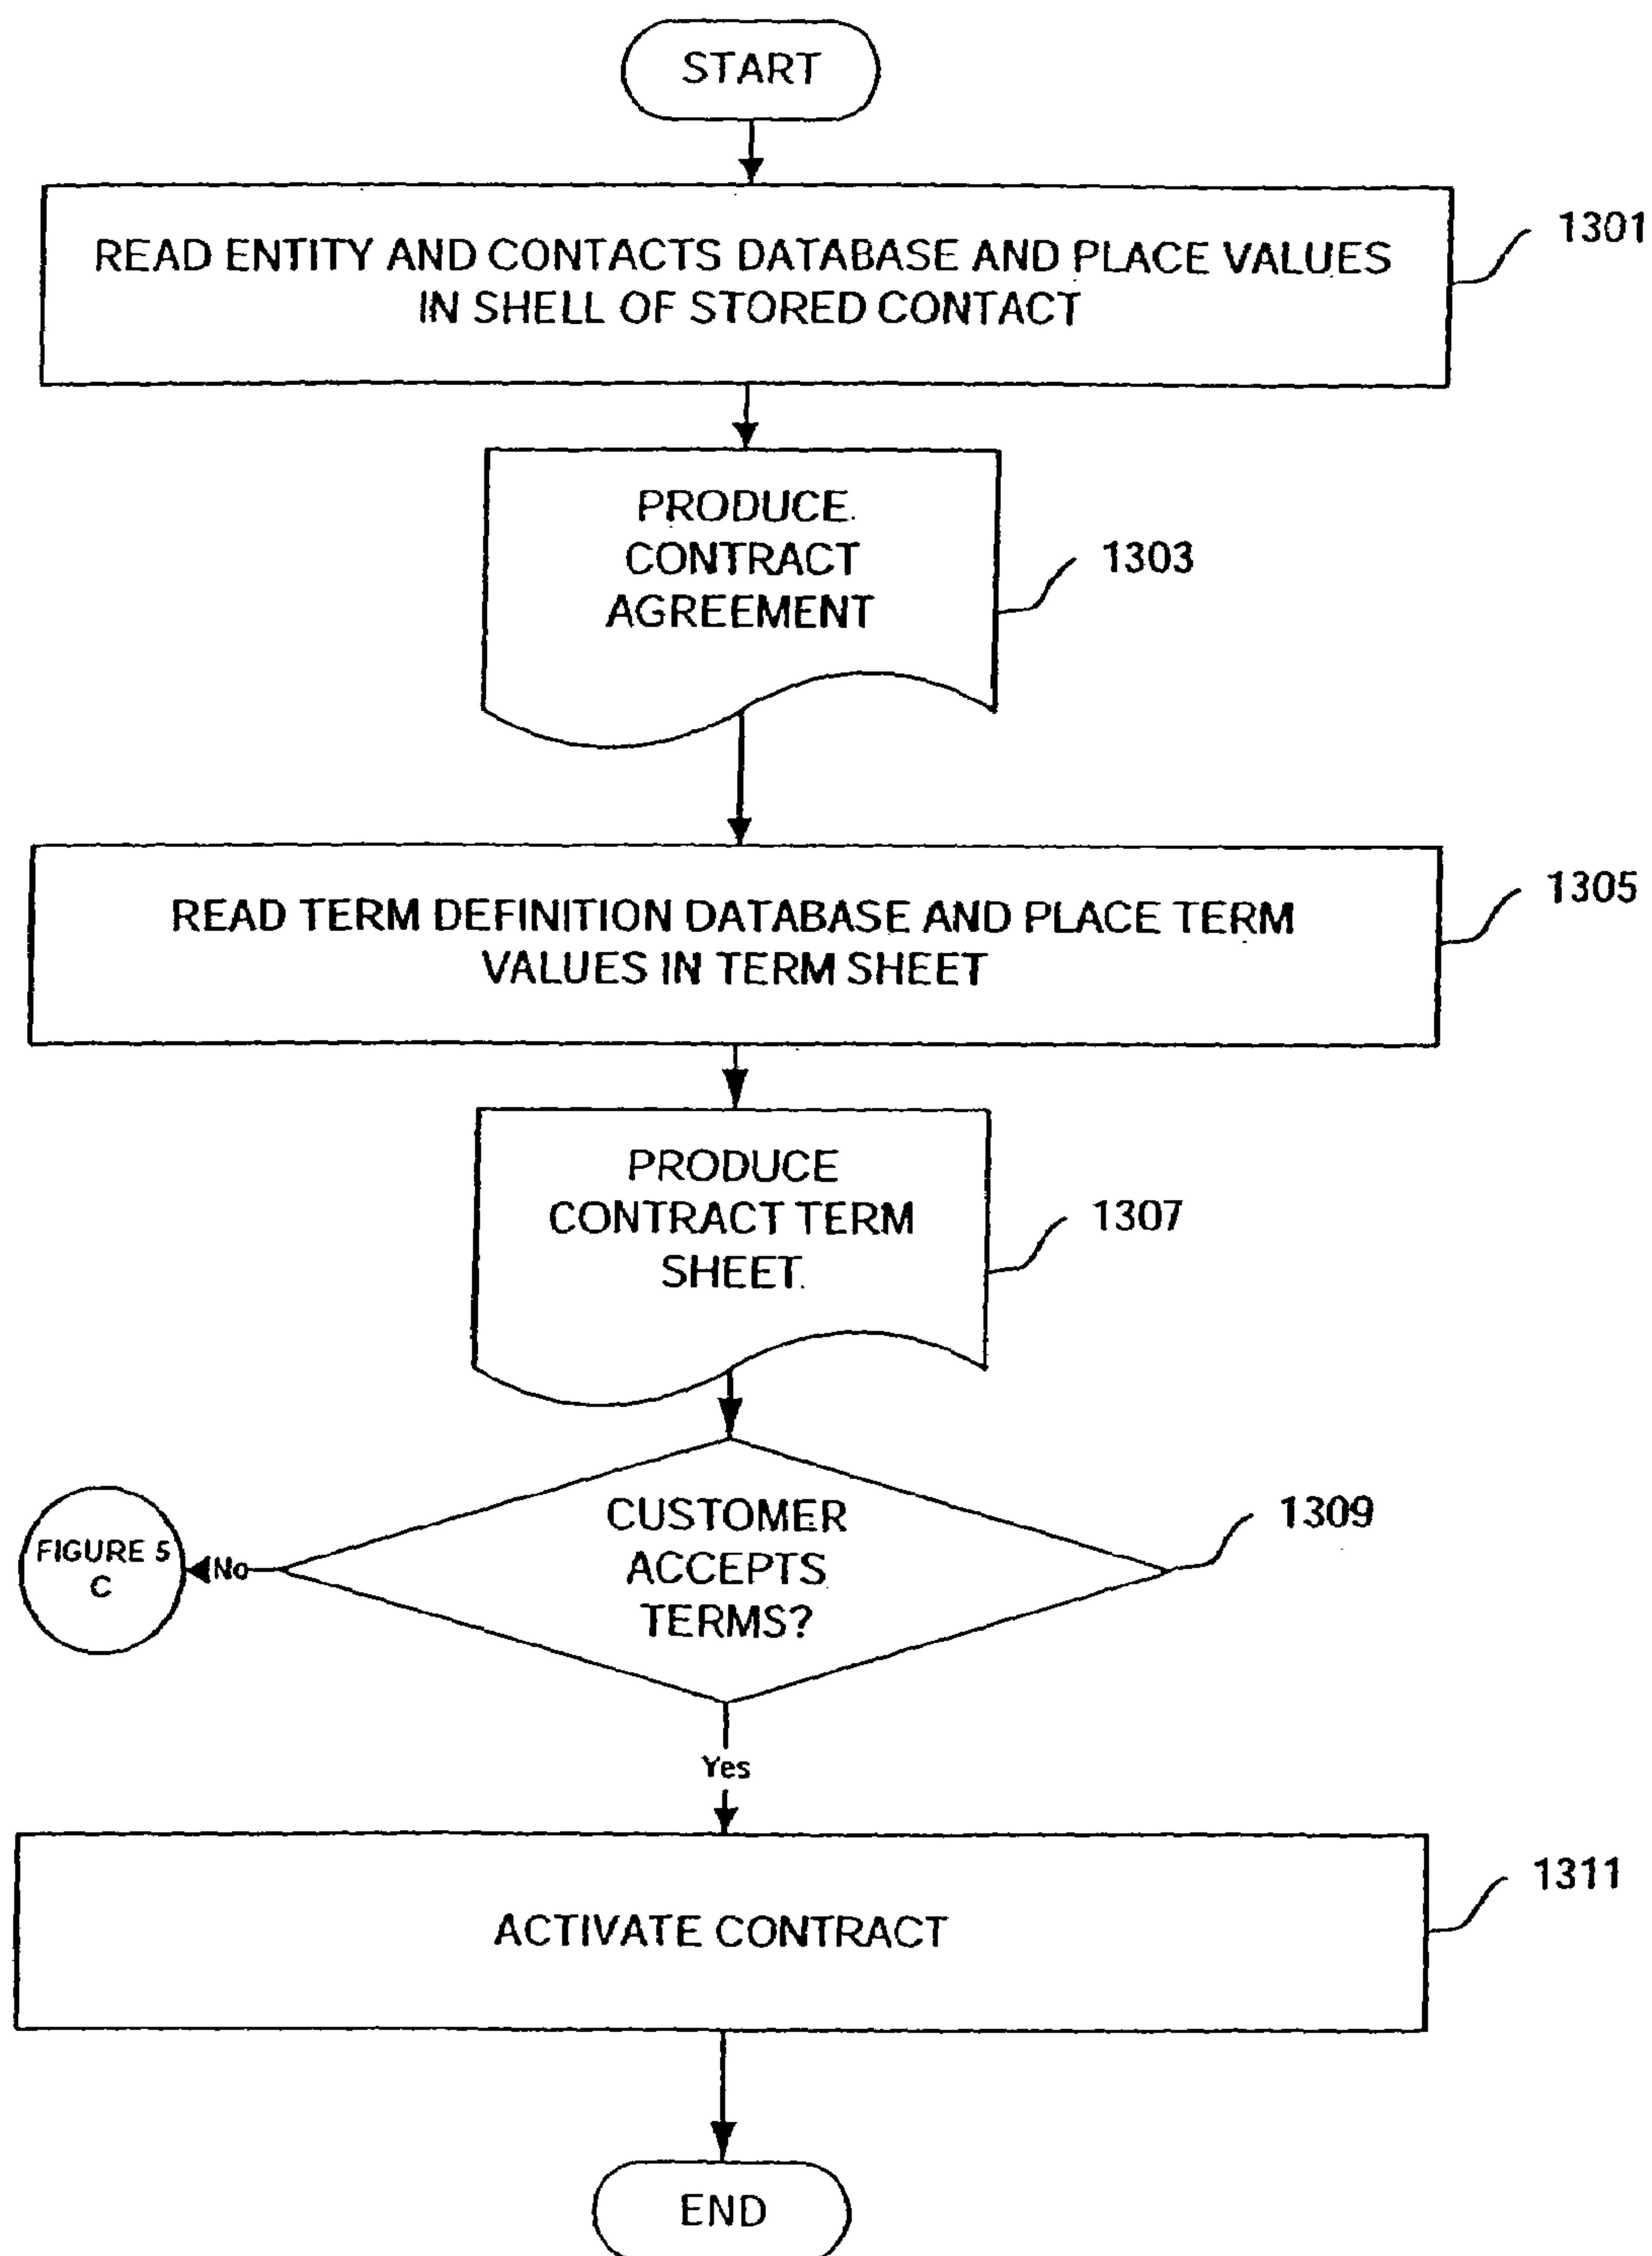 START
READ ENTITY AND CONTACTS DATABASE AND PLACE VALUES
IN SHELL OF STORED CONTACT
1301
PRODUCE
CONTRACT
AGREEMENT
1303
READ TERM DEFINITION DATABASE AND PLACE TERM
VALUES IN TERM SHEET
1305
PRODUCE
CONTRACT TERM
SHEET
1307
CUSTOMER
ACCEPTS
TERMS?
1309
No
FIGURE 5
C
Yes
ACTIVATE CONTRACT
1311
END